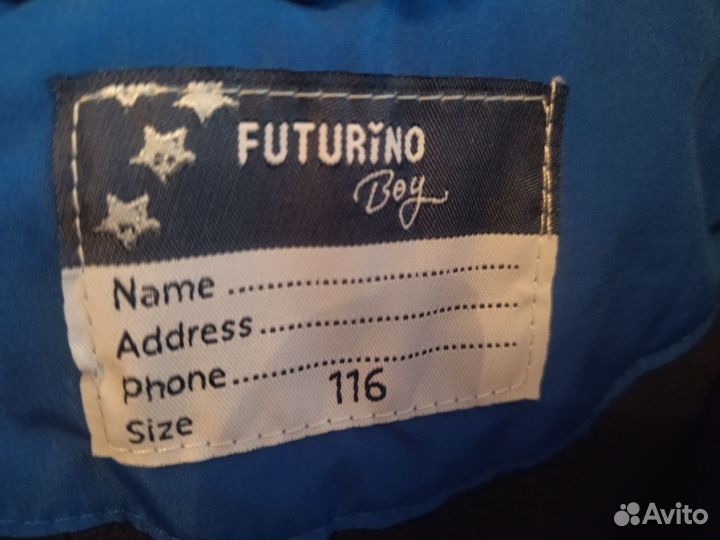 FUTURINO
Boy
Name ..............................
Address ..........................
Phone ..............................
Size 116
Avito